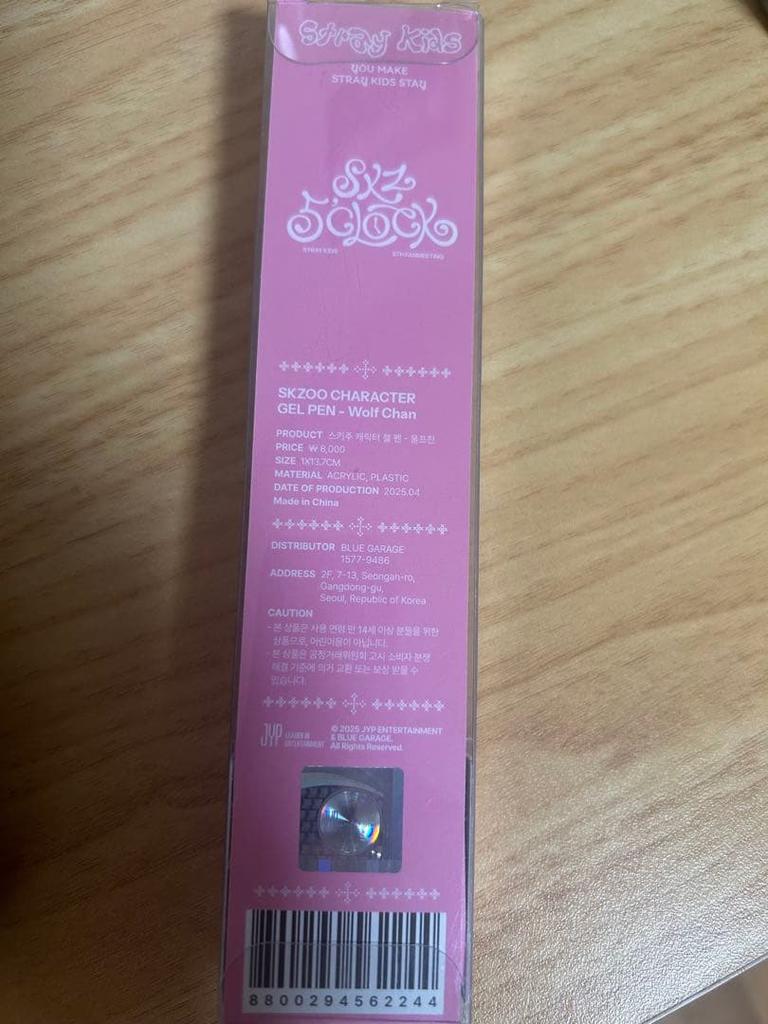 Stray Kids
YOU MAKE
STRAY KIDS STAY
SKZ
5'CLOCK
STRAY KIDS 5TH FANMEETING
SKZOO CHARACTER
GEL PEN - Wolf Chan
PRODUCT 스키주 캐릭터 젤 펜 - 울프찬
PRICE ₩ 8,000
SIZE 1X13.7CM
MATERIAL ACRYLIC, PLASTIC
DATE OF PRODUCTION 2025.04
Made in China
DISTRIBUTOR BLUE GARAGE
1577-9486
ADDRESS 2F, 7-13, Seongan-ro,
Gangdong-gu,
Seoul, Republic of Korea
CAUTION
- 본 상품은 사용 연령 만 14세 이상 분들을 위한
상품으로, 어린이용이 아닙니다.
- 본 상품은 공정거래위원회 고시 소비자 분쟁
해결 기준에 의거 교환 또는 보상 받을 수
있습니다.
JYP LEADER IN
ENTERTAINMENT
© 2025 JYP ENTERTAINMENT
& BLUE GARAGE.
All Rights Reserved.
8800294562244